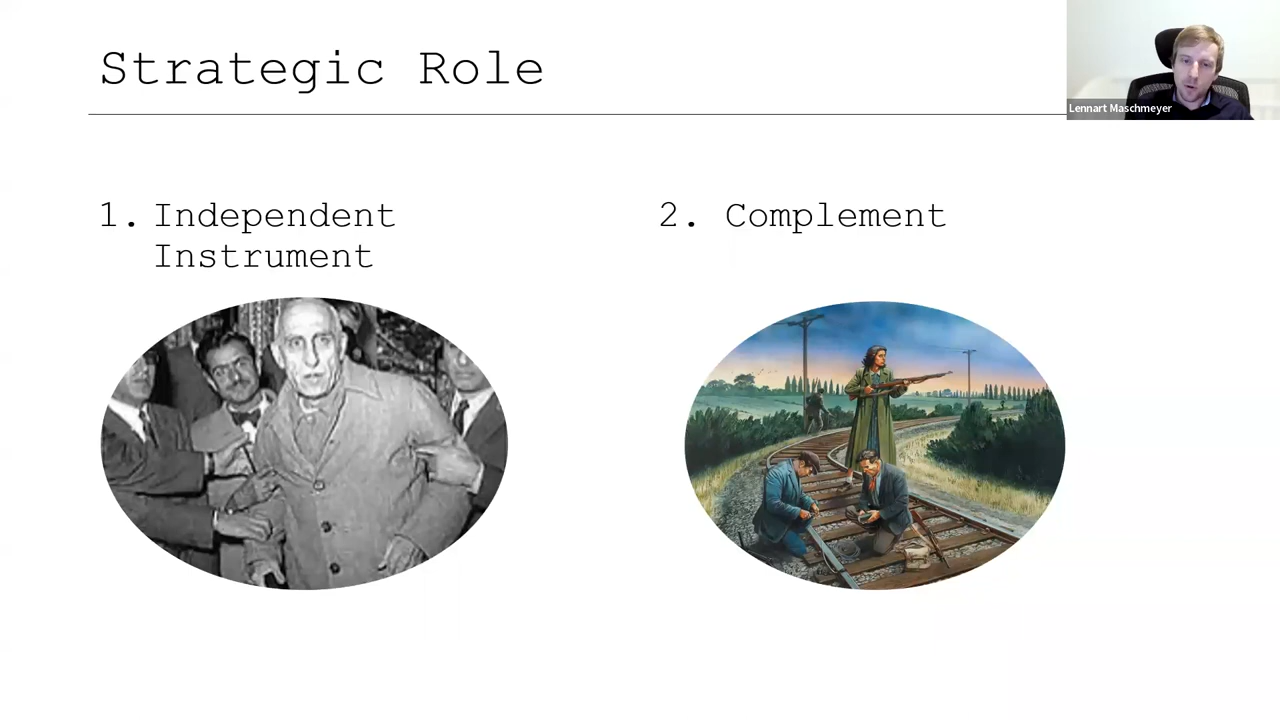 Strategic Role
Lennart Maschmeyer
1. Independent
Instrument
2. Complement